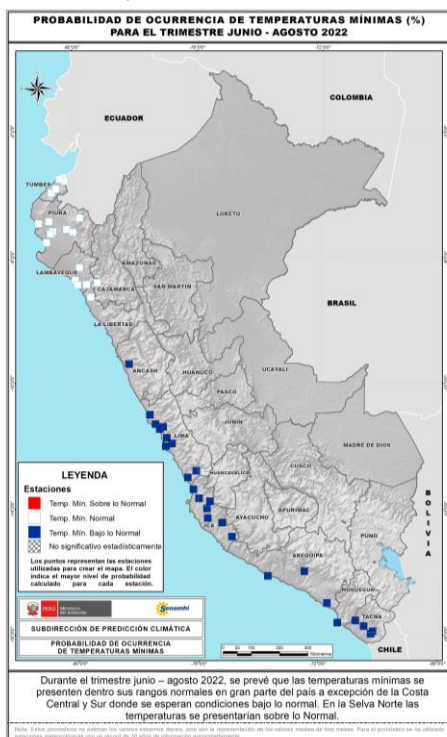 PROBABILIDAD DE OCURRENCIA DE TEMPERATURAS MÍNIMAS (%)
PARA EL TRIMESTRE JUNIO - AGOSTO 2022
COLOMBIA
ECUADOR
TUMBES
PIURA
LORETO
LAMBAYEQUE
AMAZONAS
CAJAMARCA
SAN MARTIN
BRASIL
LA LIBERTAD
ANCASH
HUANUCO
UCAYALI
PASCO
JUNIN
LIMA
MADRE DE DIOS
CUSCO
HUANCAVELICA
ICA
AYACUCHO
APURIMAC
PUNO
BOLIVIA
AREQUIPA
MOQUEGUA
TACNA
CHILE
LEYENDA
Estaciones
Temp. Mín. Sobre lo Normal
Temp. Mín. Normal
Temp. Mín. Bajo lo Normal
No significativo estadísticamente
Los puntos representan las estaciones
utilizadas para crear el mapa. El color
indica el mayor nivel de probabilidad
calculado para cada estación.
PERÚ Ministerio del Ambiente Senamhi
SUBDIRECCIÓN DE PREDICCIÓN CLIMÁTICA
PROBABILIDAD DE OCURRENCIA
DE TEMPERATURAS MÍNIMAS
Kilómetros
Durante el trimestre junio – agosto 2022, se prevé que las temperaturas mínimas se
presenten dentro sus rangos normales en gran parte del país a excepción de la Costa
Central y Sur donde se esperan condiciones bajo lo normal. En la Selva Norte las
temperaturas se presentarían sobre lo Normal.